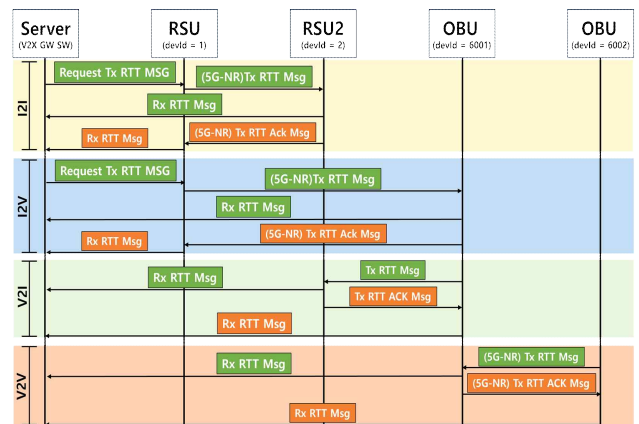 Server
(V2X GW SW)
RSU
(devId = 1)
RSU2
(devId = 2)
OBU
(devId = 6001)
OBU
(devId = 6002)
I2I
Request Tx RTT MSG
(5G-NR)Tx RTT Msg
Rx RTT Msg
(5G-NR) Tx RTT Ack Msg
Rx RTT Msg
I2V
Request Tx RTT MSG
(5G-NR)Tx RTT Msg
Rx RTT Msg
(5G-NR) Tx RTT Ack Msg
Rx RTT Msg
V2I
Tx RTT Msg
Rx RTT Msg
Tx RTT ACK Msg
Rx RTT Msg
V2V
(5G-NR) Tx RTT Msg
Rx RTT Msg
(5G-NR) Tx RTT ACK Msg
Rx RTT Msg